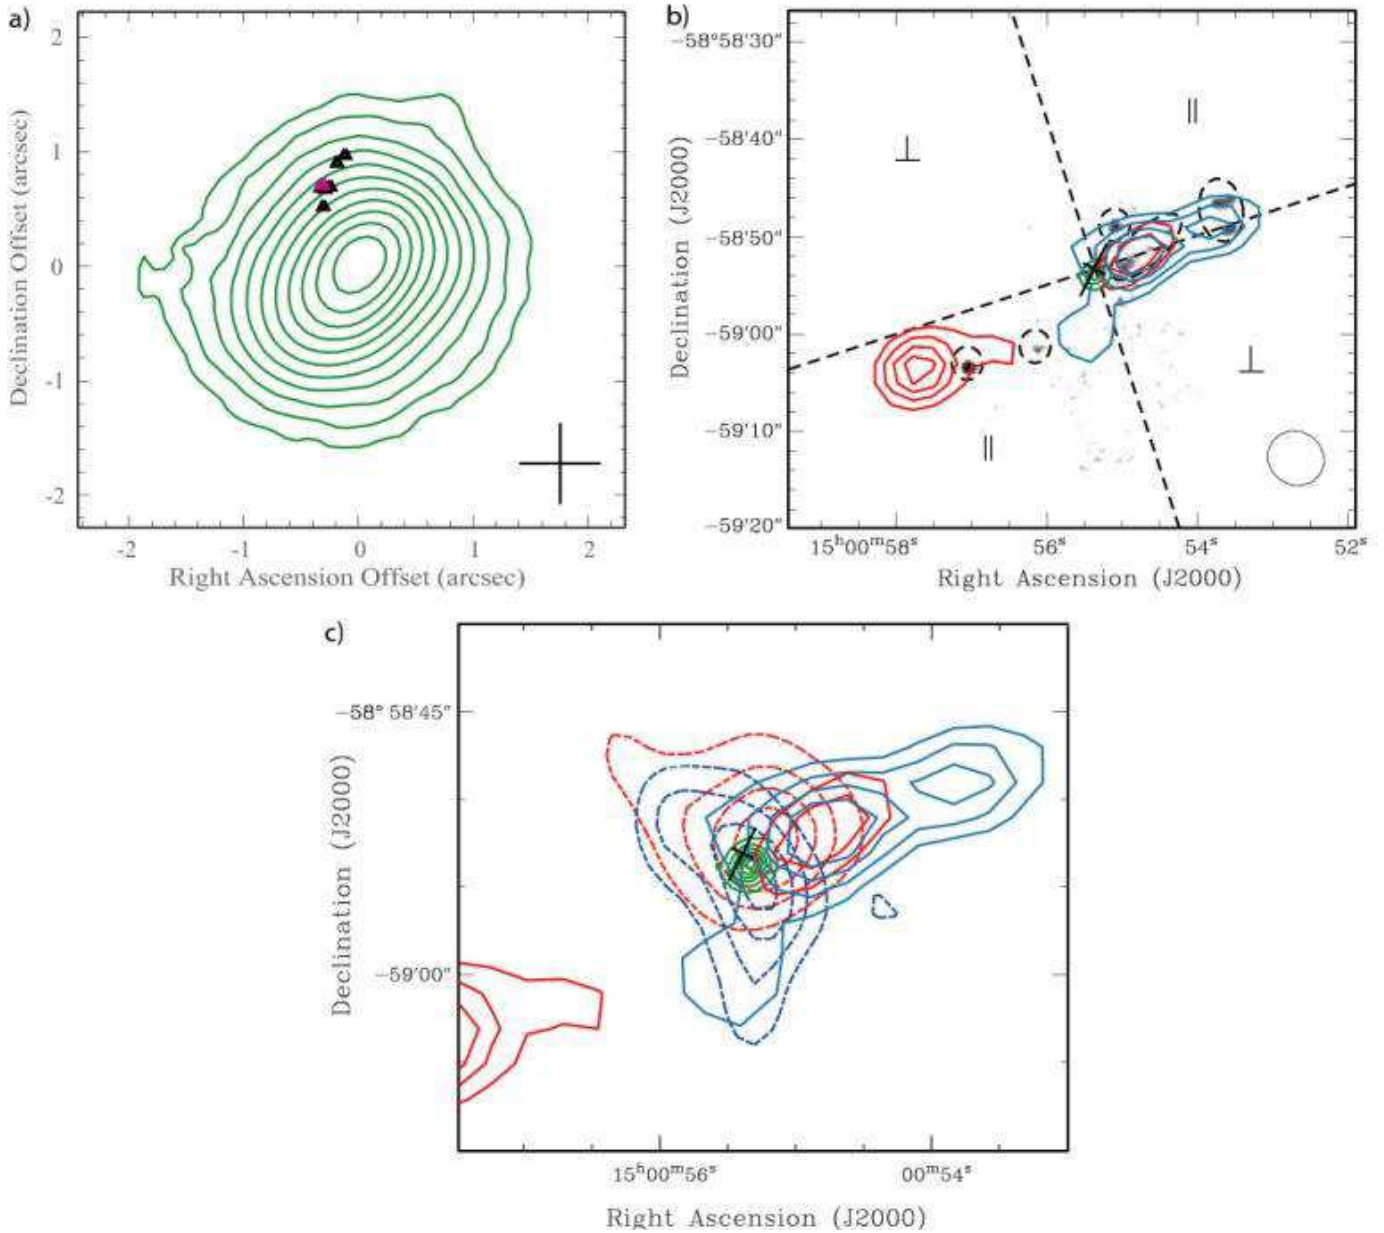 a)
2
1
0
-1
-2
Declination Offset (arcsec)
-2
-1
0
1
2
Right Ascension Offset (arcsec)
b)
−58°58'30"
−58'40"
−58'50"
−59'00"
−59'10"
−59'20"
Declination (J2000)
⊥
||
||
⊥
15ʰ00ᵐ58ˢ
56ˢ
54ˢ
52ˢ
Right Ascension (J2000)
c)
−58° 58'45"
−59'00"
Declination (J2000)
15ʰ00ᵐ56ˢ
00ᵐ54ˢ
Right Ascension (J2000)